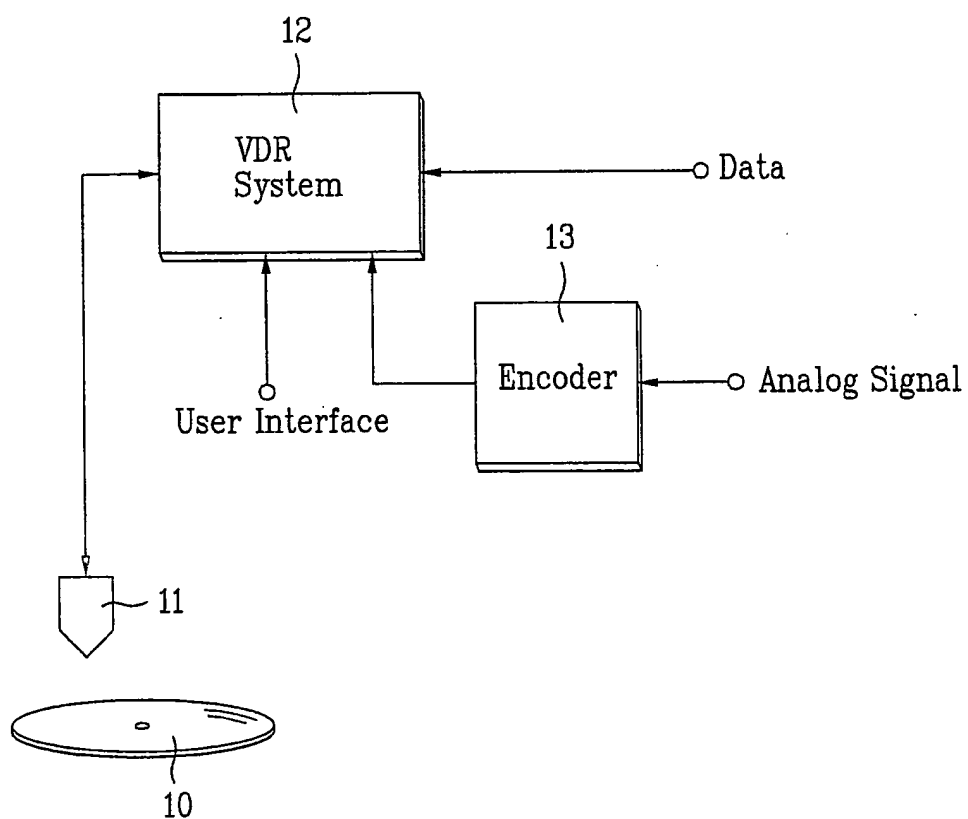 12
VDR
System
Data
13
Encoder
Analog Signal
User Interface
11
10